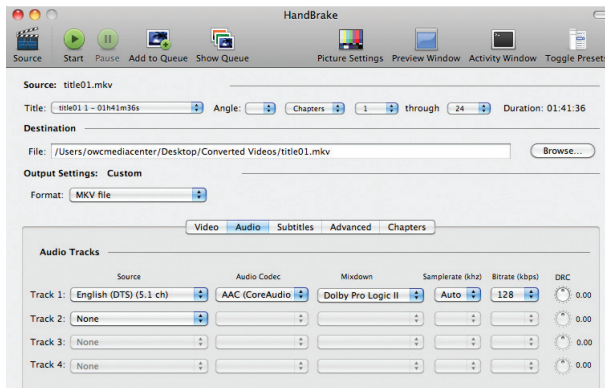 HandBrake
Source Start Pause Add to Queue Show Queue Picture Settings Preview Window Activity Window Toggle Presets
Source: title01.mkv
Title: title01 1 – 01h41m36s Angle: Chapters 1 through 24 Duration: 01:41:36
Destination
File: /Users/owcmediacenter/Desktop/Converted Videos/title01.mkv Browse...
Output Settings: Custom
Format: MKV file
Video Audio Subtitles Advanced Chapters
Audio Tracks
Source Audio Codec Mixdown Samplerate (khz) Bitrate (kbps) DRC
Track 1: English (DTS) (5.1 ch) AAC (CoreAudio Dolby Pro Logic II Auto 128 0.00
Track 2: None 0.00
Track 3: None 0.00
Track 4: None 0.00